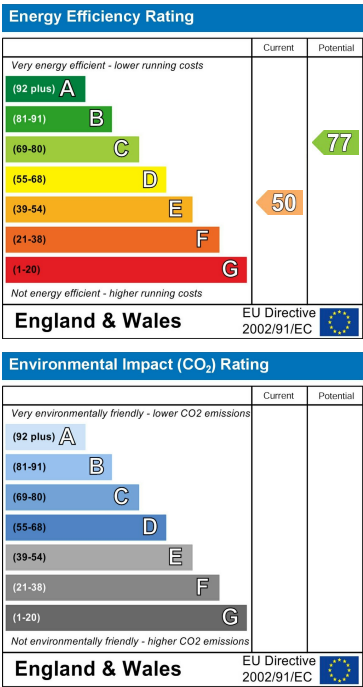 Energy Efficiency Rating
Current Potential
Very energy efficient - lower running costs
(92 plus) A
(81-91) B
(69-80) C
(55-68) D
(39-54) E
(21-38) F
(1-20) G
50
77
Not energy efficient - higher running costs
England & Wales
EU Directive
2002/91/EC
Environmental Impact (CO₂) Rating
Current Potential
Very environmentally friendly - lower CO2 emissions
(92 plus) A
(81-91) B
(69-80) C
(55-68) D
(39-54) E
(21-38) F
(1-20) G
Not environmentally friendly - higher CO2 emissions
England & Wales
EU Directive
2002/91/EC